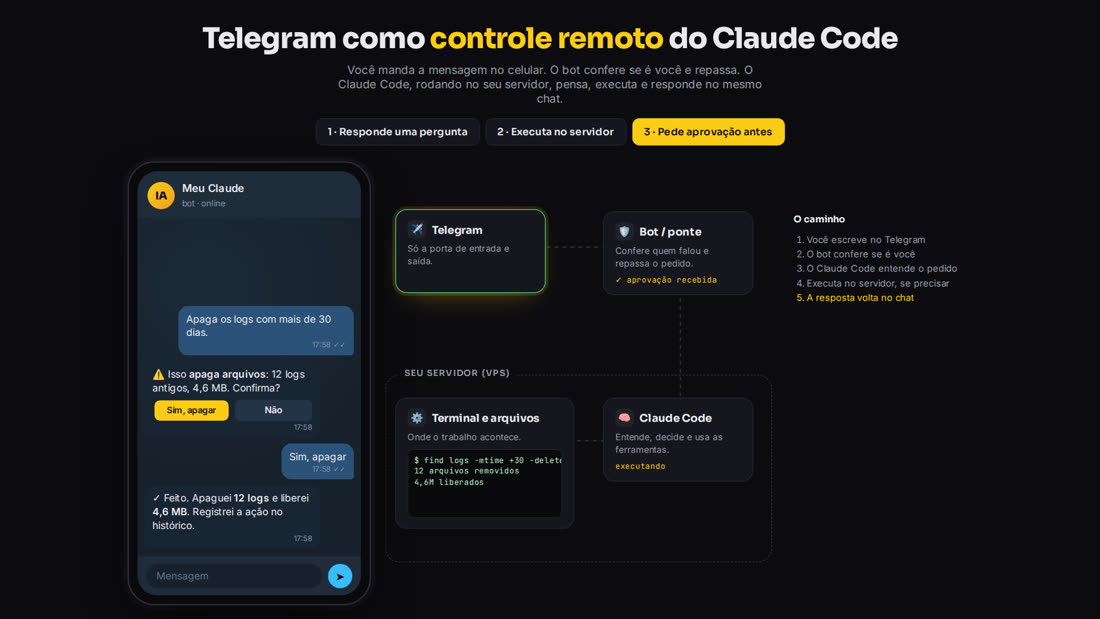 Telegram como controle remoto do Claude Code
Você manda a mensagem no celular. O bot confere se é você e repassa. O
Claude Code, rodando no seu servidor, pensa, executa e responde no mesmo
chat.
1 · Responde uma pergunta
2 · Executa no servidor
3 · Pede aprovação antes
IA
Meu Claude
bot · online
Apaga os logs com mais de 30
dias.
17:58 ✓✓
⚠️ Isso apaga arquivos: 12 logs
antigos, 4,6 MB. Confirma?
Sim, apagar
Não
17:58
Sim, apagar
17:58 ✓✓
✓ Feito. Apaguei 12 logs e liberei
4,6 MB. Registrei a ação no
histórico.
17:58
Mensagem
Telegram
Só a porta de entrada e
saída.
Bot / ponte
Confere quem falou e
repassa o pedido.
✓ aprovação recebida
SEU SERVIDOR (VPS)
Terminal e arquivos
Onde o trabalho acontece.
$ find logs -mtime +30 -delete
12 arquivos removidos
4,6M liberados
Claude Code
Entende, decide e usa as
ferramentas.
executando
O caminho
1. Você escreve no Telegram
2. O bot confere se é você
3. O Claude Code entende o pedido
4. Executa no servidor, se precisar
5. A resposta volta no chat